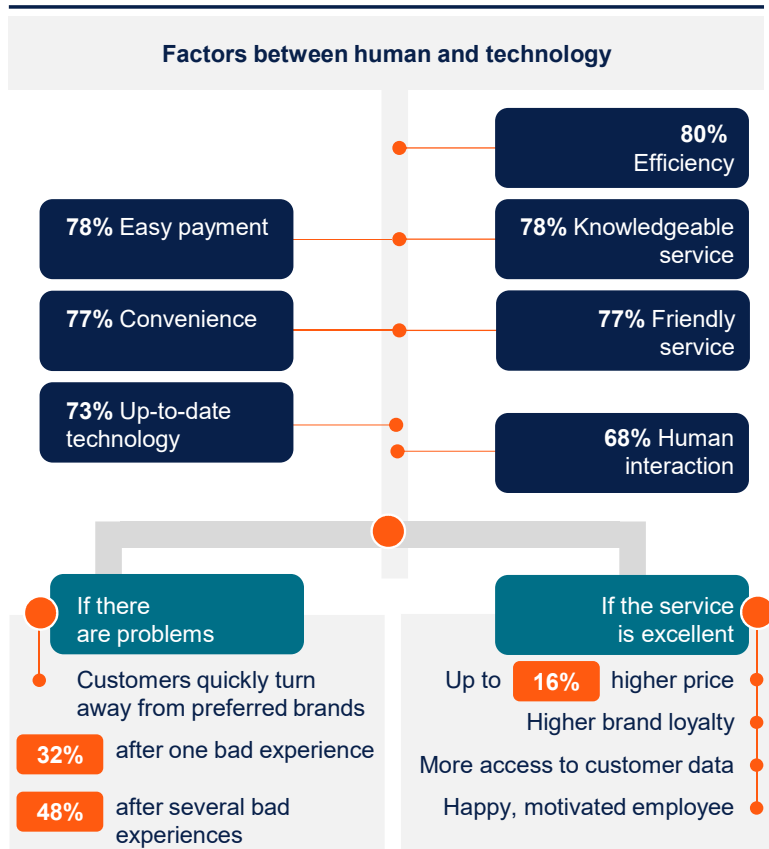 Factors between human and technology
80%
Efficiency
78% Easy payment
78% Knowledgeable
service
77% Convenience
77% Friendly
service
73% Up-to-date
technology
68% Human
interaction
If there
are problems
Customers quickly turn
away from preferred brands
32% after one bad experience
48% after several bad
experiences
If the service
is excellent
Up to 16% higher price
Higher brand loyalty
More access to customer data
Happy, motivated employee